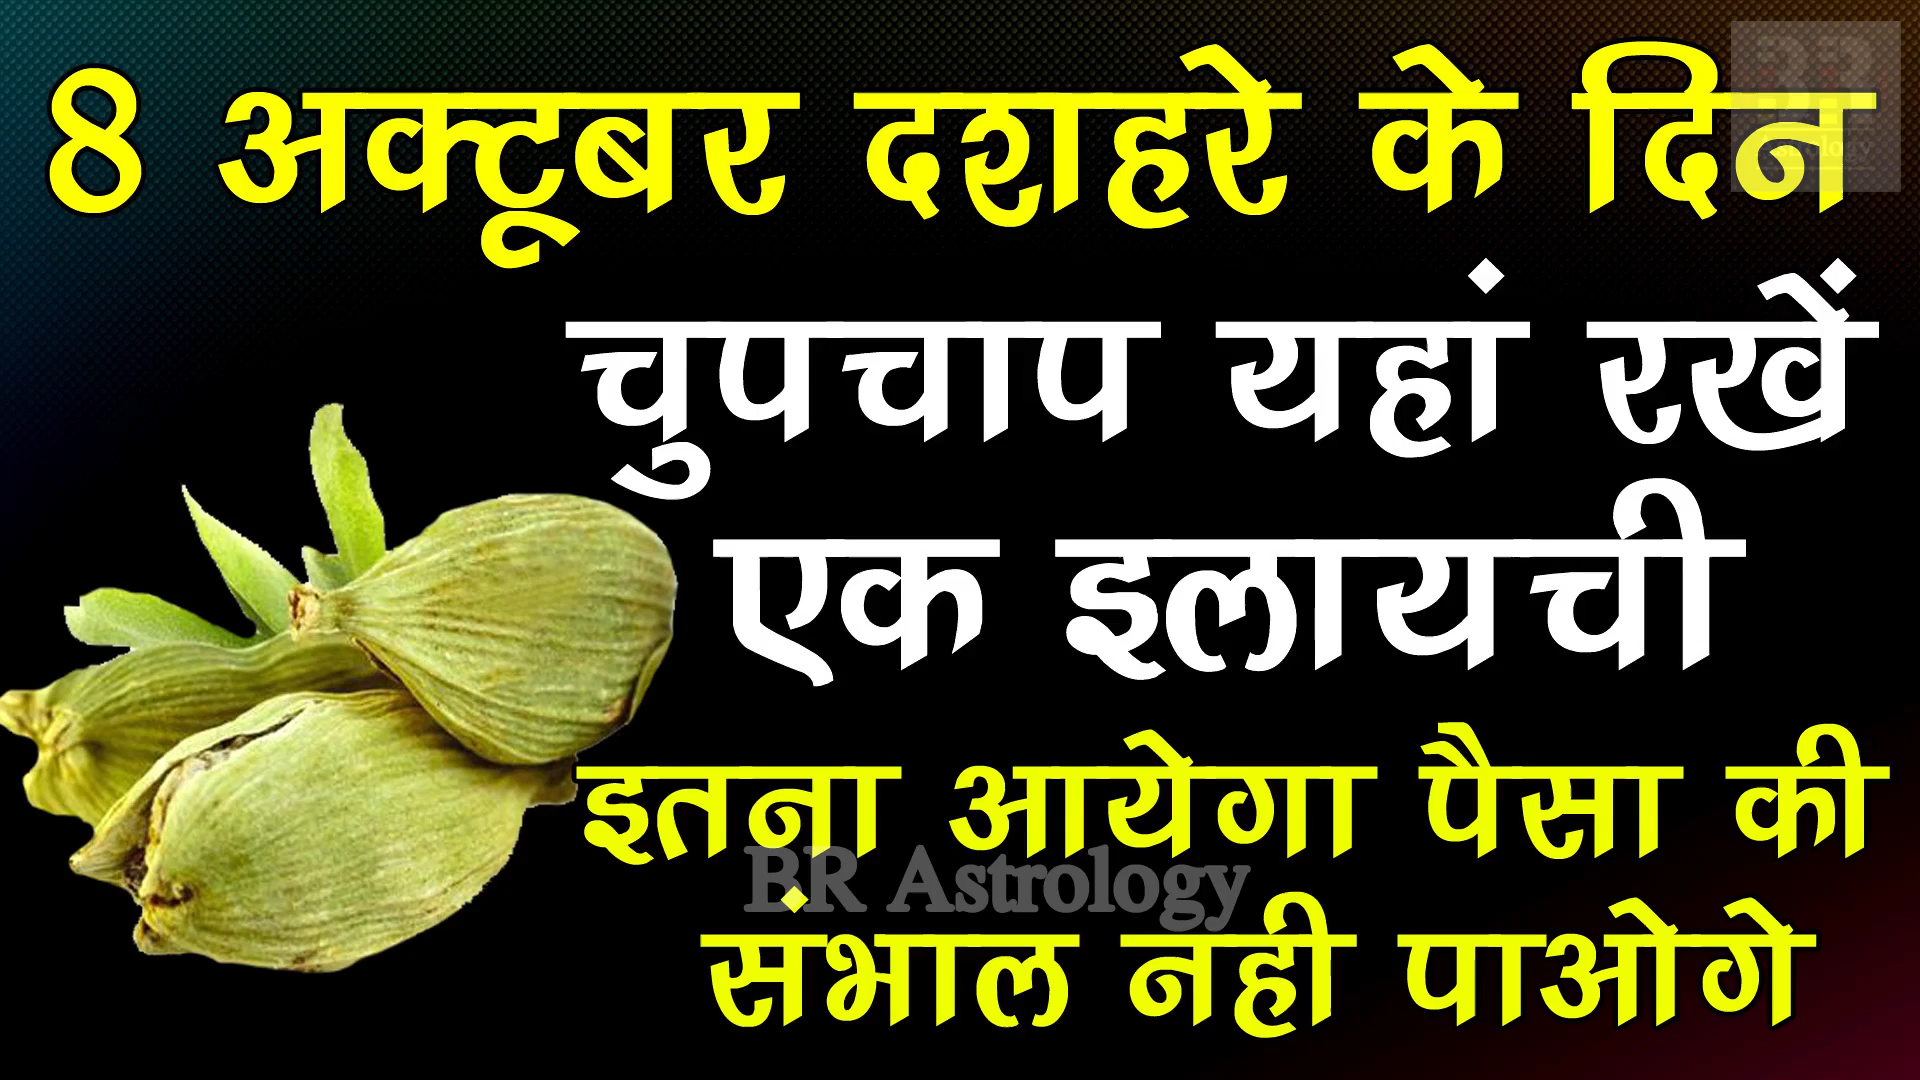 8 अक्टूबर दशहरे के दिन
चुपचाप यहां रखें
एक इलायची
इतना आयेगा पैसा की
BR Astrology
संभाल नही पाओगे